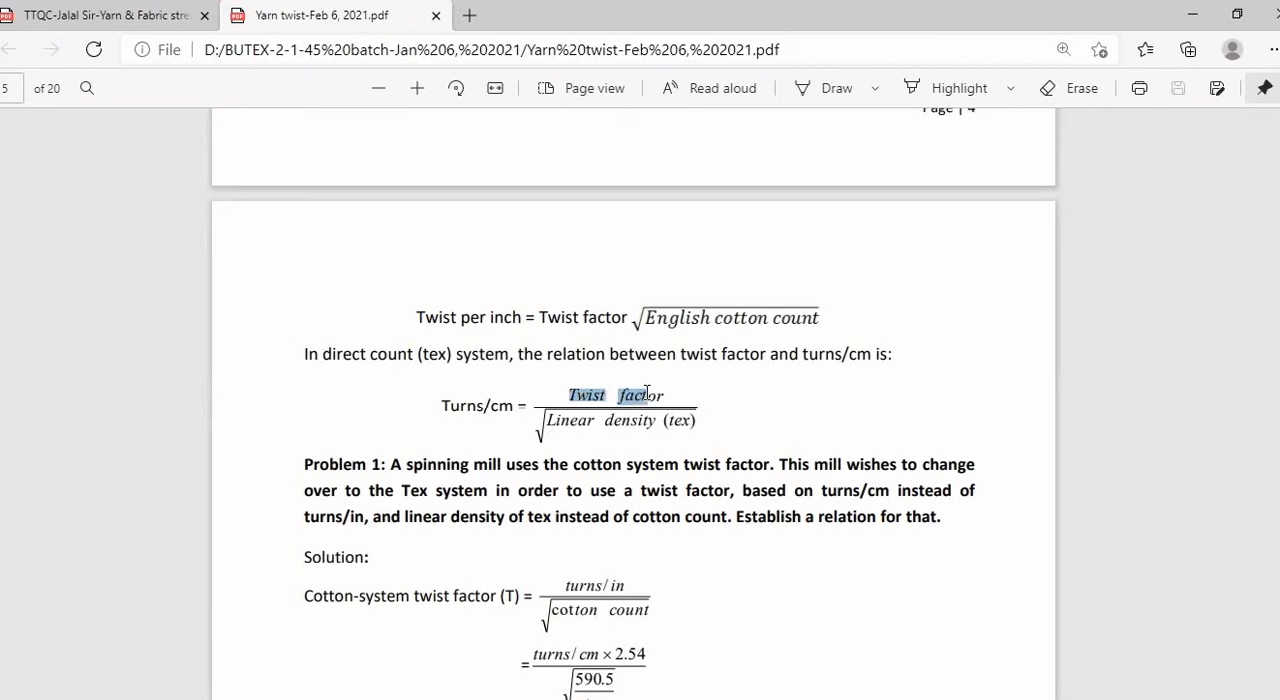 TTQC-Jalal Sir-Yarn & Fabric stre
Yarn twist-Feb 6, 2021.pdf
File D:/BUTEX-2-1-45%20batch-Jan%206,%202021/Yarn%20twist-Feb%206,%202021.pdf
5 of 20 Page view Read aloud Draw Highlight Erase
Page | 4
Twist per inch = Twist factor √English cotton count
In direct count (tex) system, the relation between twist factor and turns/cm is:
Twist factor
Turns/cm =
√Linear density (tex)
Problem 1: A spinning mill uses the cotton system twist factor. This mill wishes to change
over to the Tex system in order to use a twist factor, based on turns/cm instead of
turns/in, and linear density of tex instead of cotton count. Establish a relation for that.
Solution:
turns/in
Cotton-system twist factor (T) =
√cotton count
turns/cm × 2.54
=
√590.5